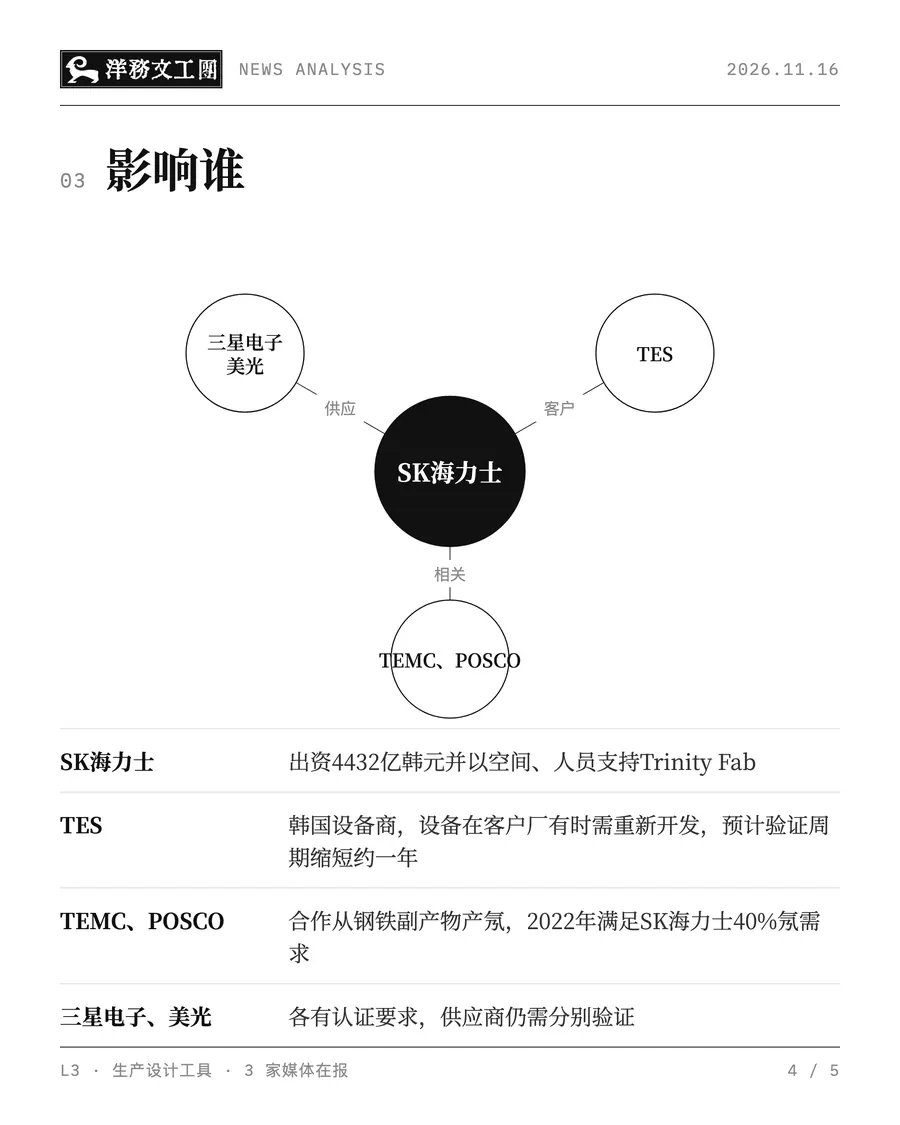 洋務文工團 NEWS ANALYSIS 2026.11.16
03 影响谁
三星电子
美光
TES
供应
客户
SK海力士
相关
TEMC、POSCO
SK海力士 出资4432亿韩元并以空间、人员支持Trinity Fab
TES 韩国设备商，设备在客户厂有时需重新开发，预计验证周
期缩短约一年
TEMC、POSCO 合作从钢铁副产物产氖，2022年满足SK海力士40%氖需
求
三星电子、美光 各有认证要求，供应商仍需分别验证
L3 · 生产设计工具 · 3 家媒体在报 4 / 5